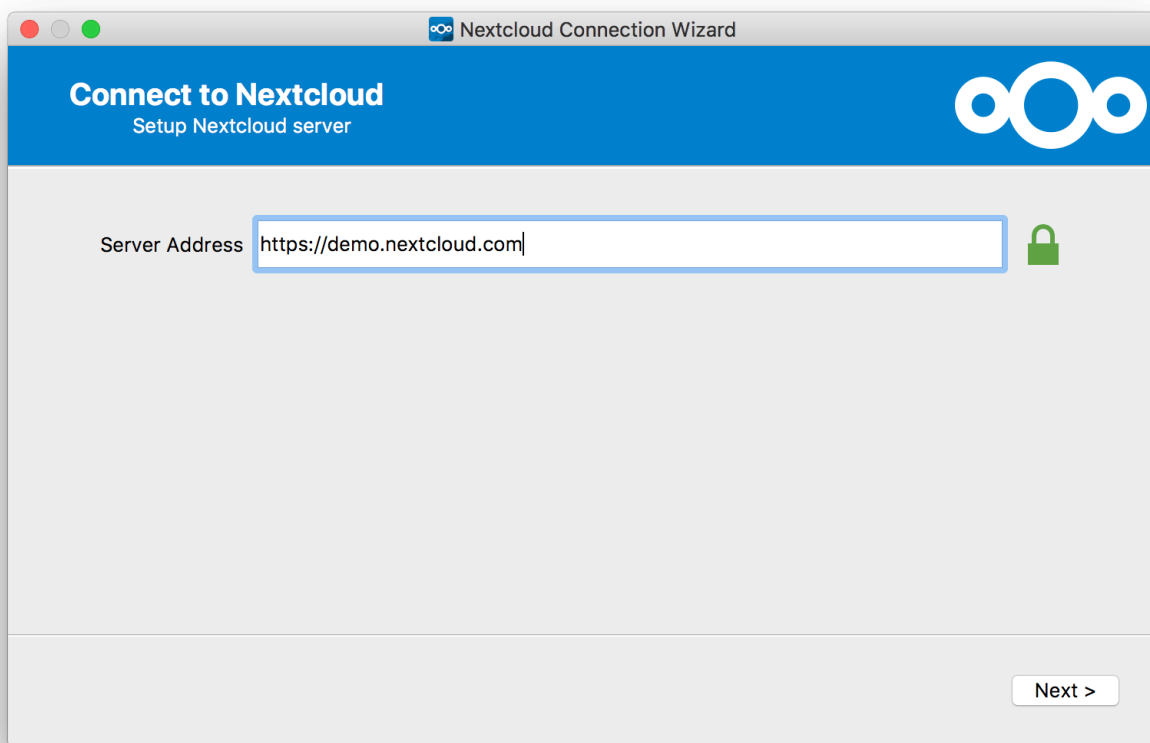 Nextcloud Connection Wizard
Connect to Nextcloud
Setup Nextcloud server
Server Address https://demo.nextcloud.com
Next >